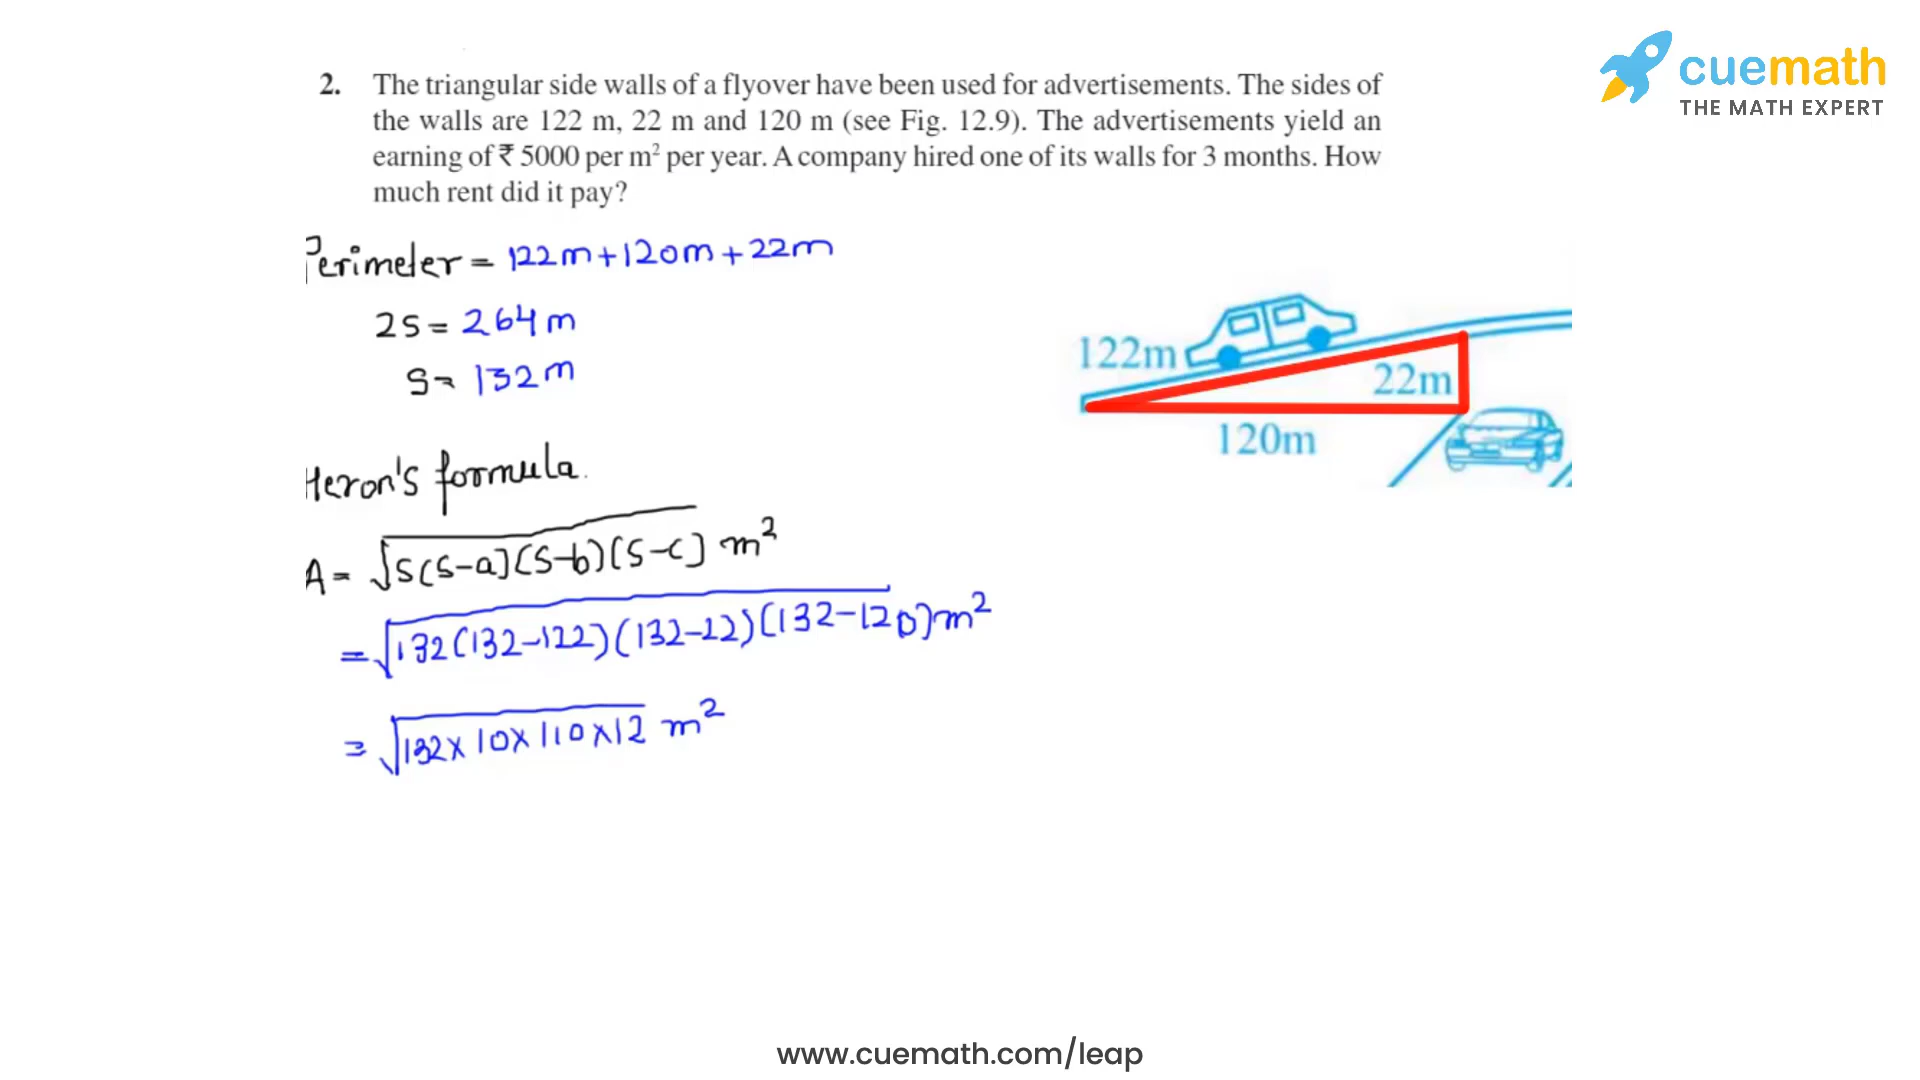 cuemath
THE MATH EXPERT
2. The triangular side walls of a flyover have been used for advertisements. The sides of
the walls are 122 m, 22 m and 120 m (see Fig. 12.9). The advertisements yield an
earning of ₹ 5000 per m² per year. A company hired one of its walls for 3 months. How
much rent did it pay?
Perimeter = 122m+120m+22m
2S = 264m
S= 132m
122m
22m
120m
Heron's formula.
A = √S(S-a)(S-b)(S-c) m²
= √132(132-122)(132-22)(132-120) m²
= √132×10×110×12 m²
www.cuemath.com/leap